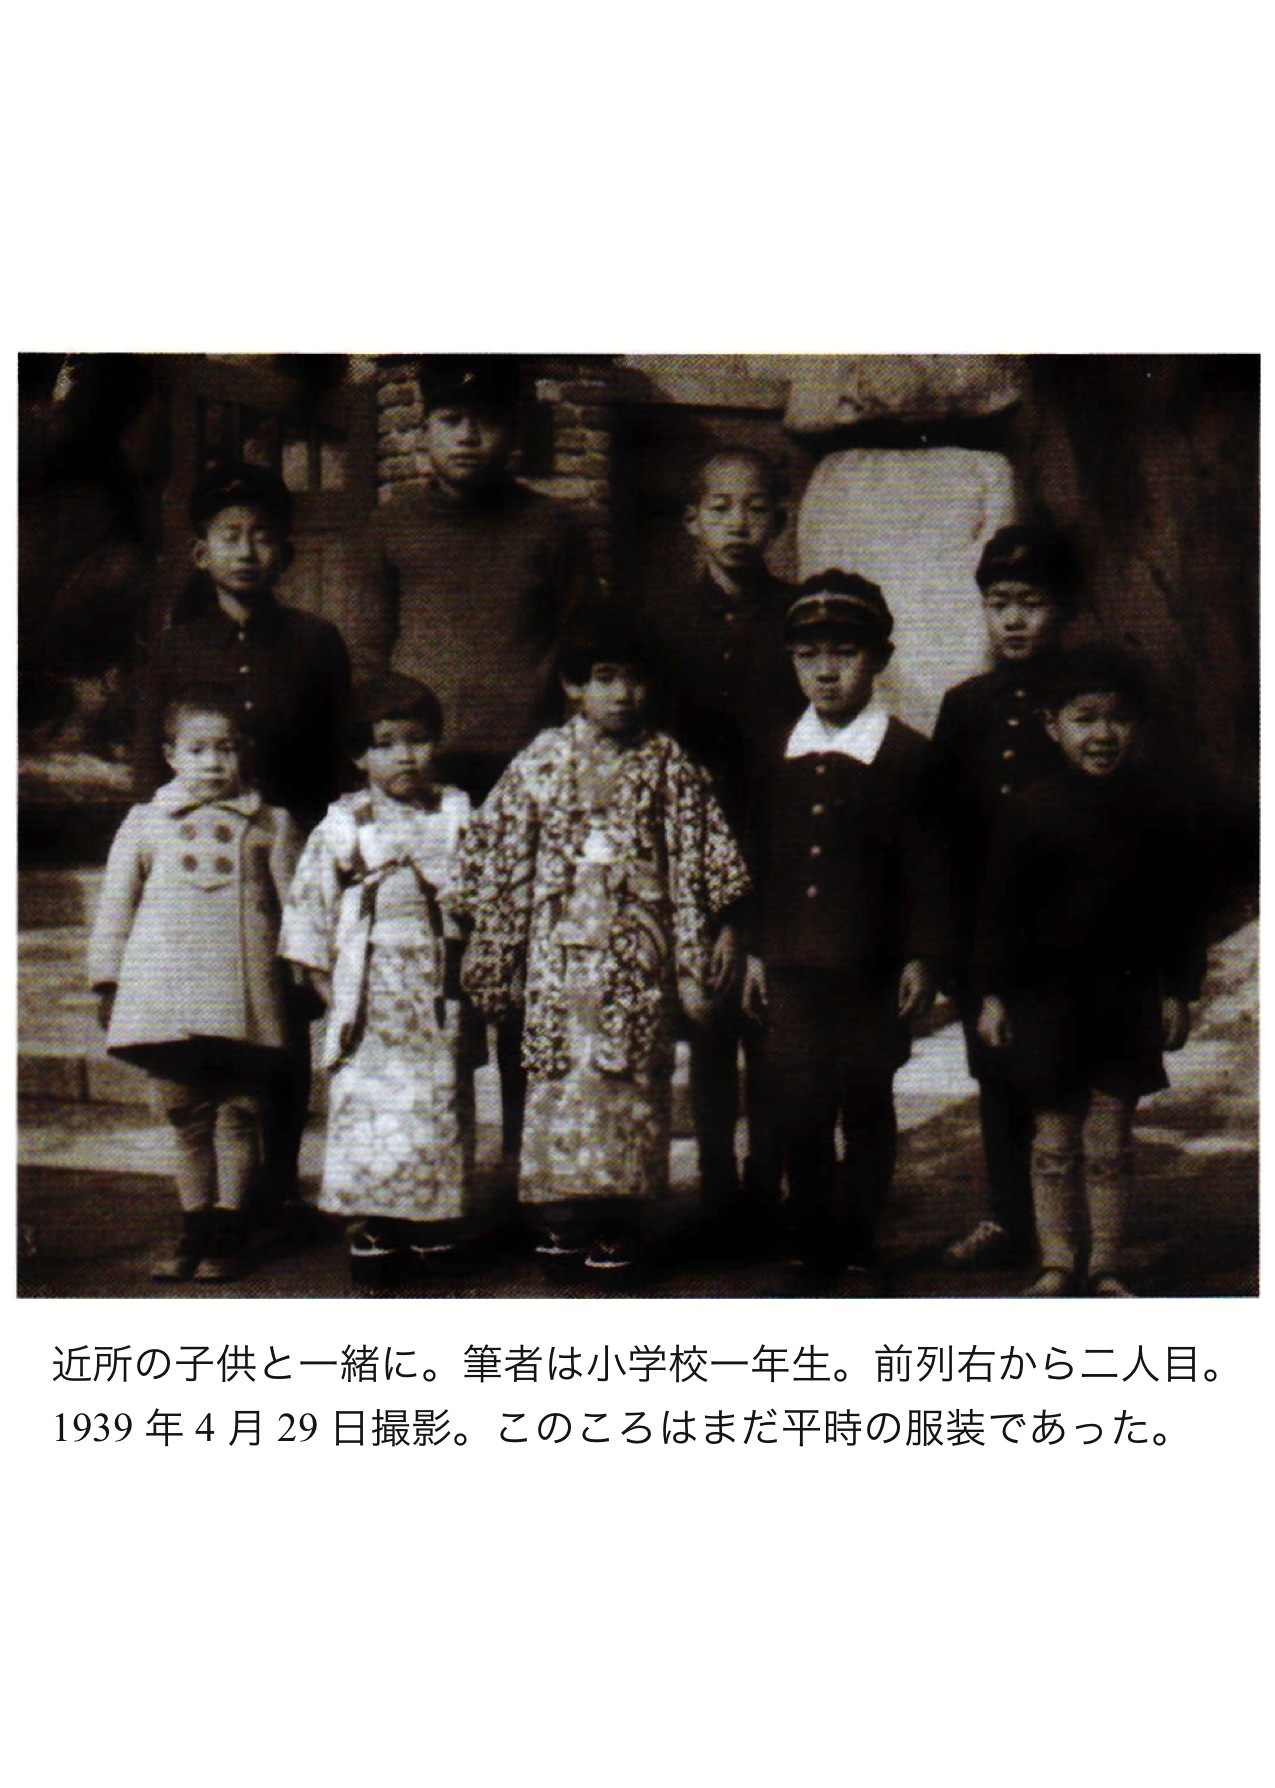 近所の子供と一緒に。筆者は小学校一年生。前列右から二人目。
1939 年 4 月 29 日撮影。このころはまだ平時の服装であった。